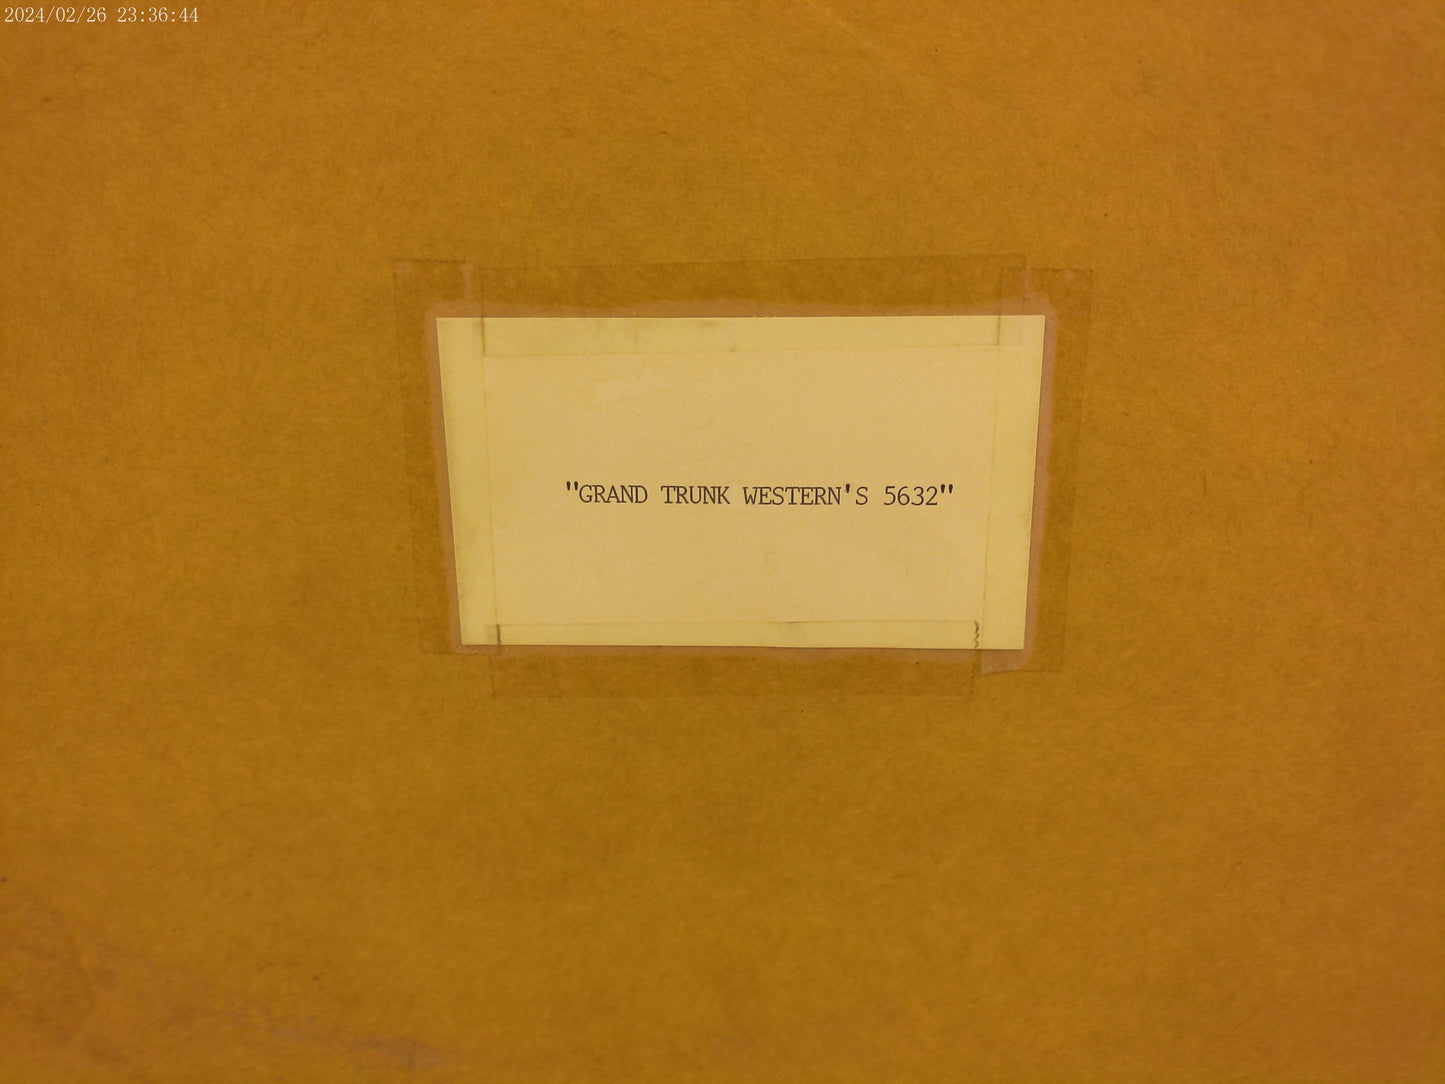 2024/02/26 23:36:44
"GRAND TRUNK WESTERN'S 5632"